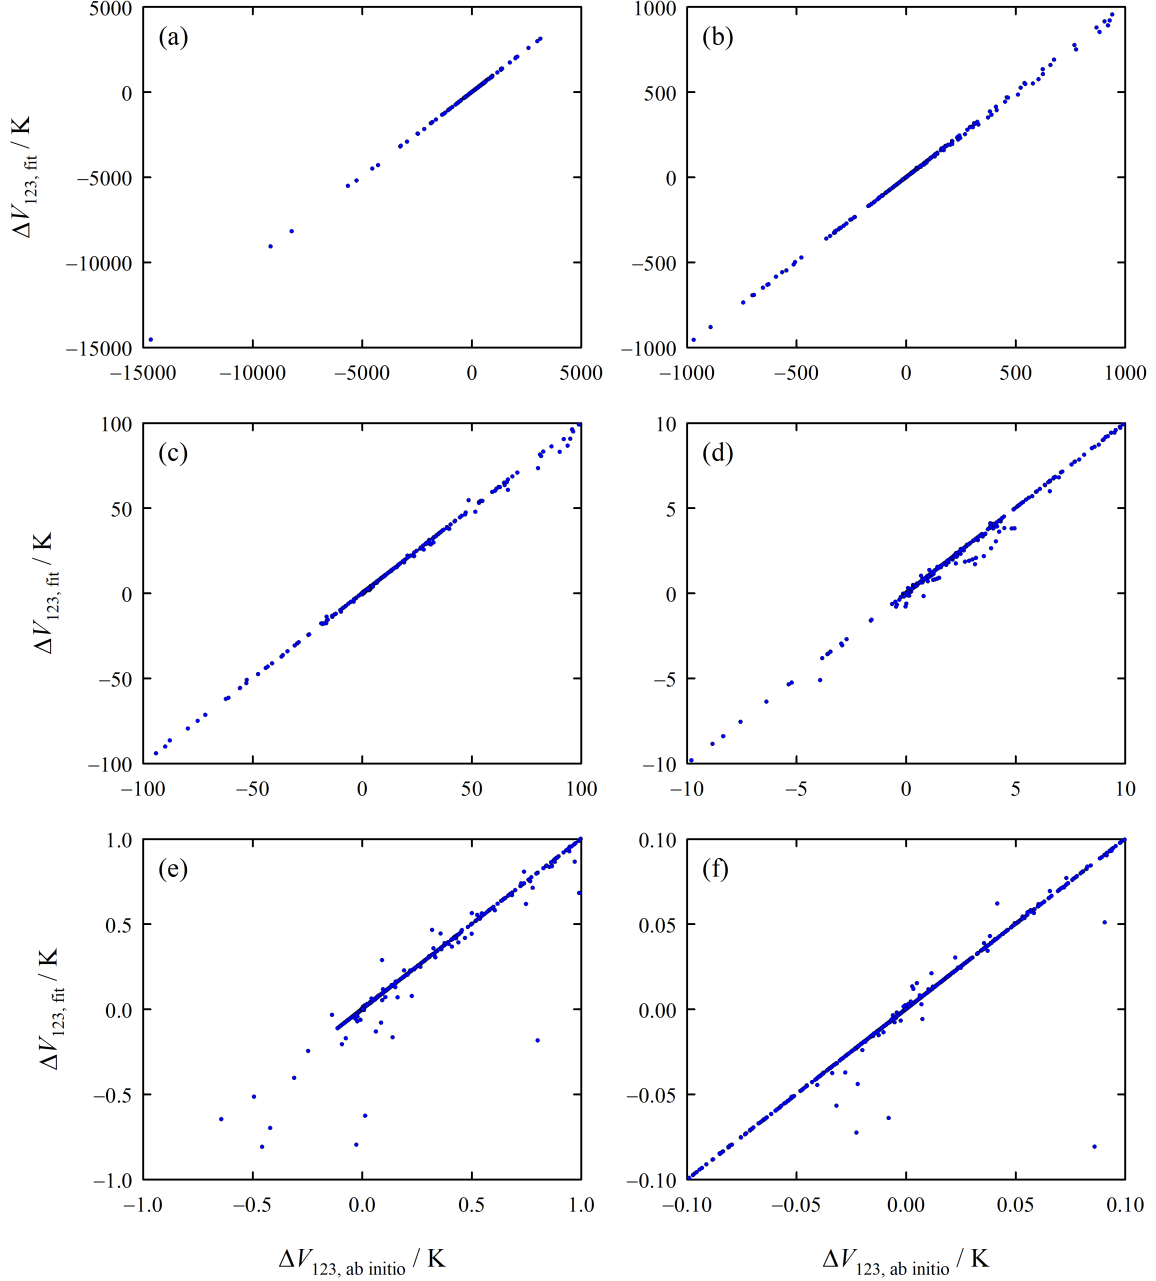 5000
0
−5000
−10000
−15000
−15000 −10000 −5000 0 5000
(a)
1000
500
0
−500
−1000
−1000 −500 0 500 1000
(b)
ΔV123, fit / K
100
50
0
−50
−100
−100 −50 0 50 100
(c)
10
5
0
−5
−10
−10 −5 0 5 10
(d)
ΔV123, fit / K
1.0
0.5
0.0
−0.5
−1.0
−1.0 −0.5 0.0 0.5 1.0
(e)
0.10
0.05
0.00
−0.05
−0.10
−0.10 −0.05 0.00 0.05 0.10
(f)
ΔV123, fit / K
ΔV123, ab initio / K
ΔV123, ab initio / K